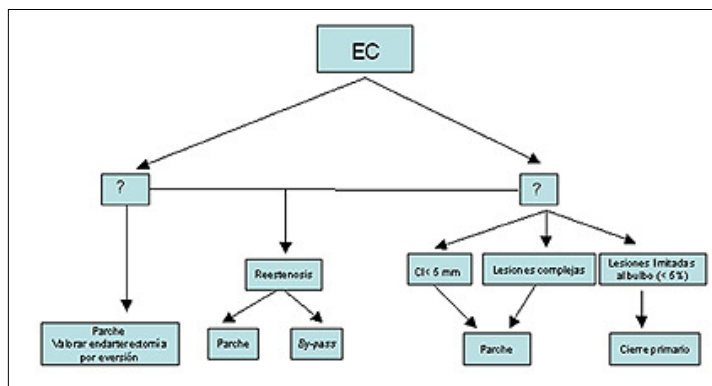 EC
?
?
Reestenosis
CI< 5 mm
Lesiones complejas
Lesiones limitadas
al bulbo (< 5%)
Parche
Valorar endarterectomía
por eversión
Parche
By-pass
Parche
Cierre primario